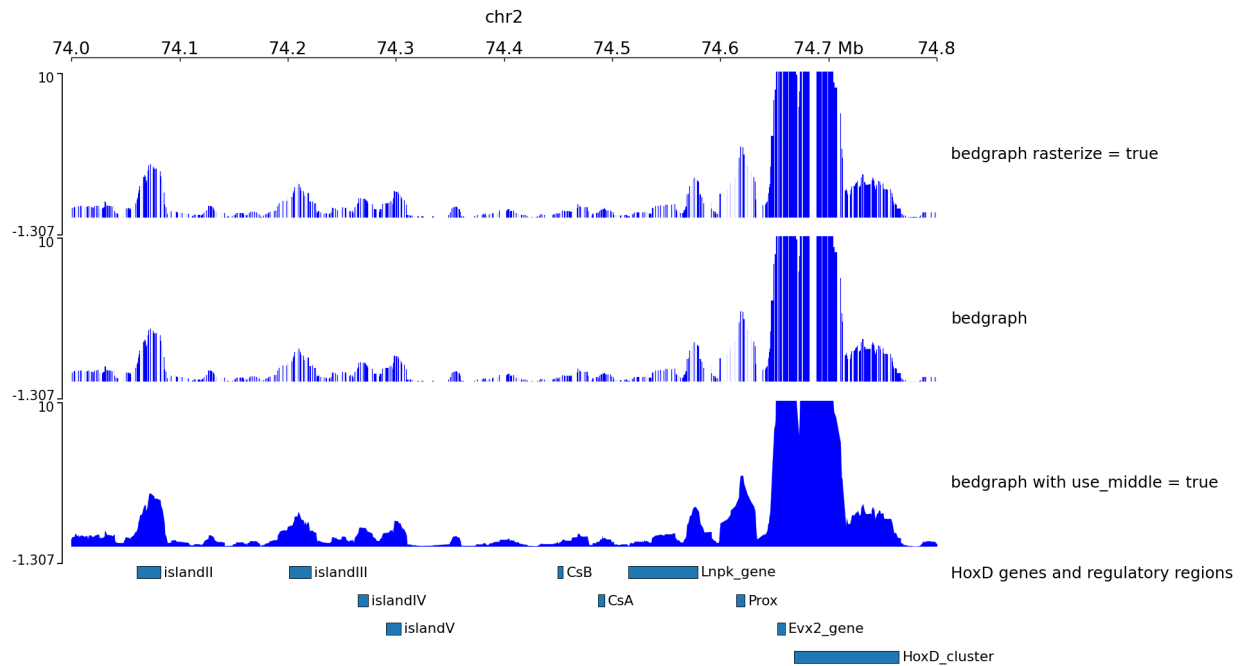 chr2
74.0 74.1 74.2 74.3 74.4 74.5 74.6 74.7 Mb 74.8
10
bedgraph rasterize = true
-1.307
10
bedgraph
-1.307
10
bedgraph with use_middle = true
-1.307
islandII islandIII CsB Lnpk_gene HoxD genes and regulatory regions
islandIV CsA Prox
islandV Evx2_gene
HoxD_cluster